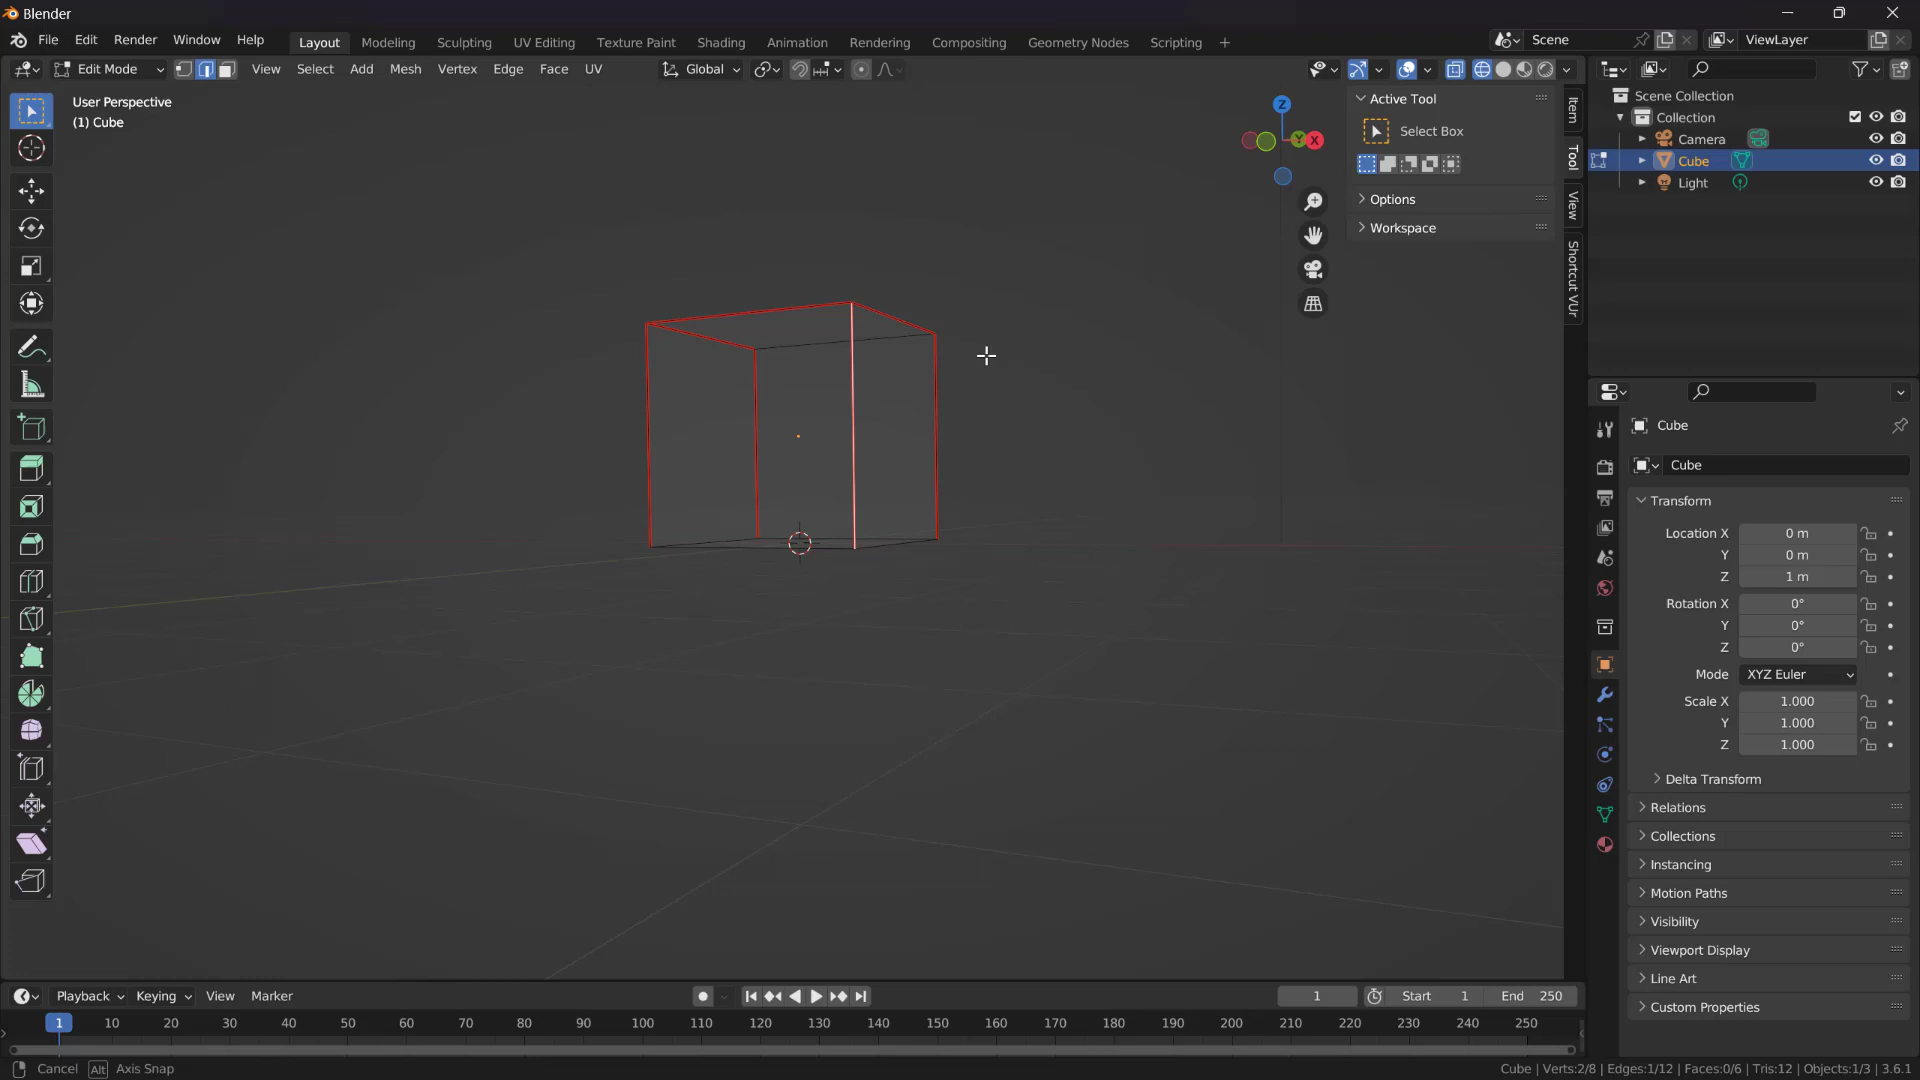 Blender
File Edit Render Window Help Layout Modeling Sculpting UV Editing Texture Paint Shading Animation Rendering Compositing Geometry Nodes Scripting + Scene ViewLayer
Edit Mode View Select Add Mesh Vertex Edge Face UV Global
User Perspective
(1) Cube
Z
Y
X
Active Tool
Select Box
Options
Workspace
Item
Tool
View
Shortcut VUr
Scene Collection
Collection
Camera
Cube
Light
Cube
Cube
Transform
Location X 0 m
Y 0 m
Z 1 m
Rotation X 0°
Y 0°
Z 0°
Mode XYZ Euler
Scale X 1.000
Y 1.000
Z 1.000
Delta Transform
Relations
Collections
Instancing
Motion Paths
Visibility
Viewport Display
Line Art
Custom Properties
Playback Keying View Marker 1 Start 1 End 250
1 10 20 30 40 50 60 70 80 90 100 110 120 130 140 150 160 170 180 190 200 210 220 230 240 250
Cancel Alt Axis Snap Cube | Verts:2/8 | Edges:1/12 | Faces:0/6 | Tris:12 | Objects:1/3 | 3.6.1